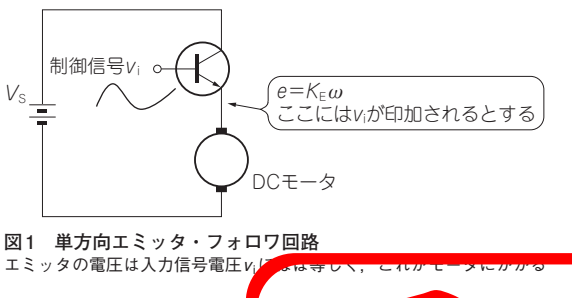 制御信号vi
VS
e=KEω
ここにはviが印加されるとする
DCモータ
図1 単方向エミッタ・フォロワ回路
エミッタの電圧は入力信号電圧viにほぼ等しく，これがモータにかかる